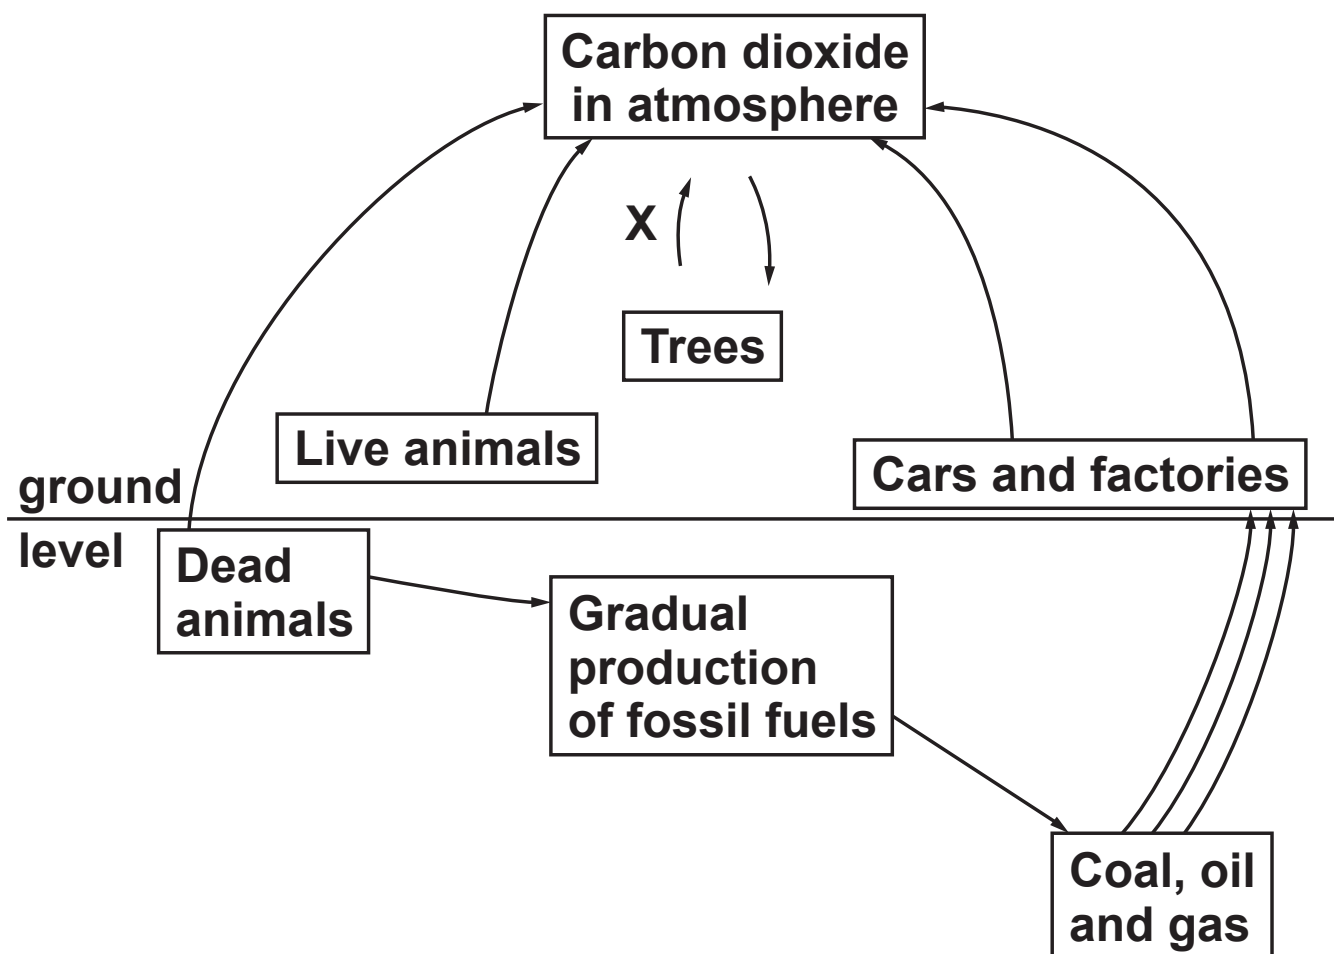 Carbon dioxide
in atmosphere
X
Trees
Live animals
Cars and factories
ground
level
Dead
animals
Gradual
production
of fossil fuels
Coal, oil
and gas